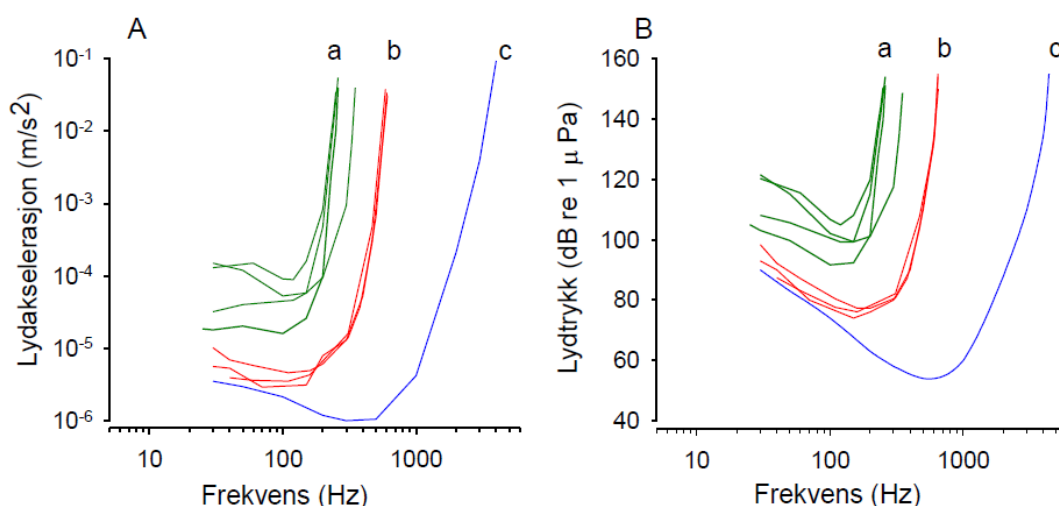 A
a b c
Lydakselerasjon (m/s2)
10-1
10-2
10-3
10-4
10-5
10-6
10 100 1000
Frekvens (Hz)
B
a b c
Lydtrykk (dB re 1 μ Pa)
160
140
120
100
80
60
40
10 100 1000
Frekvens (Hz)